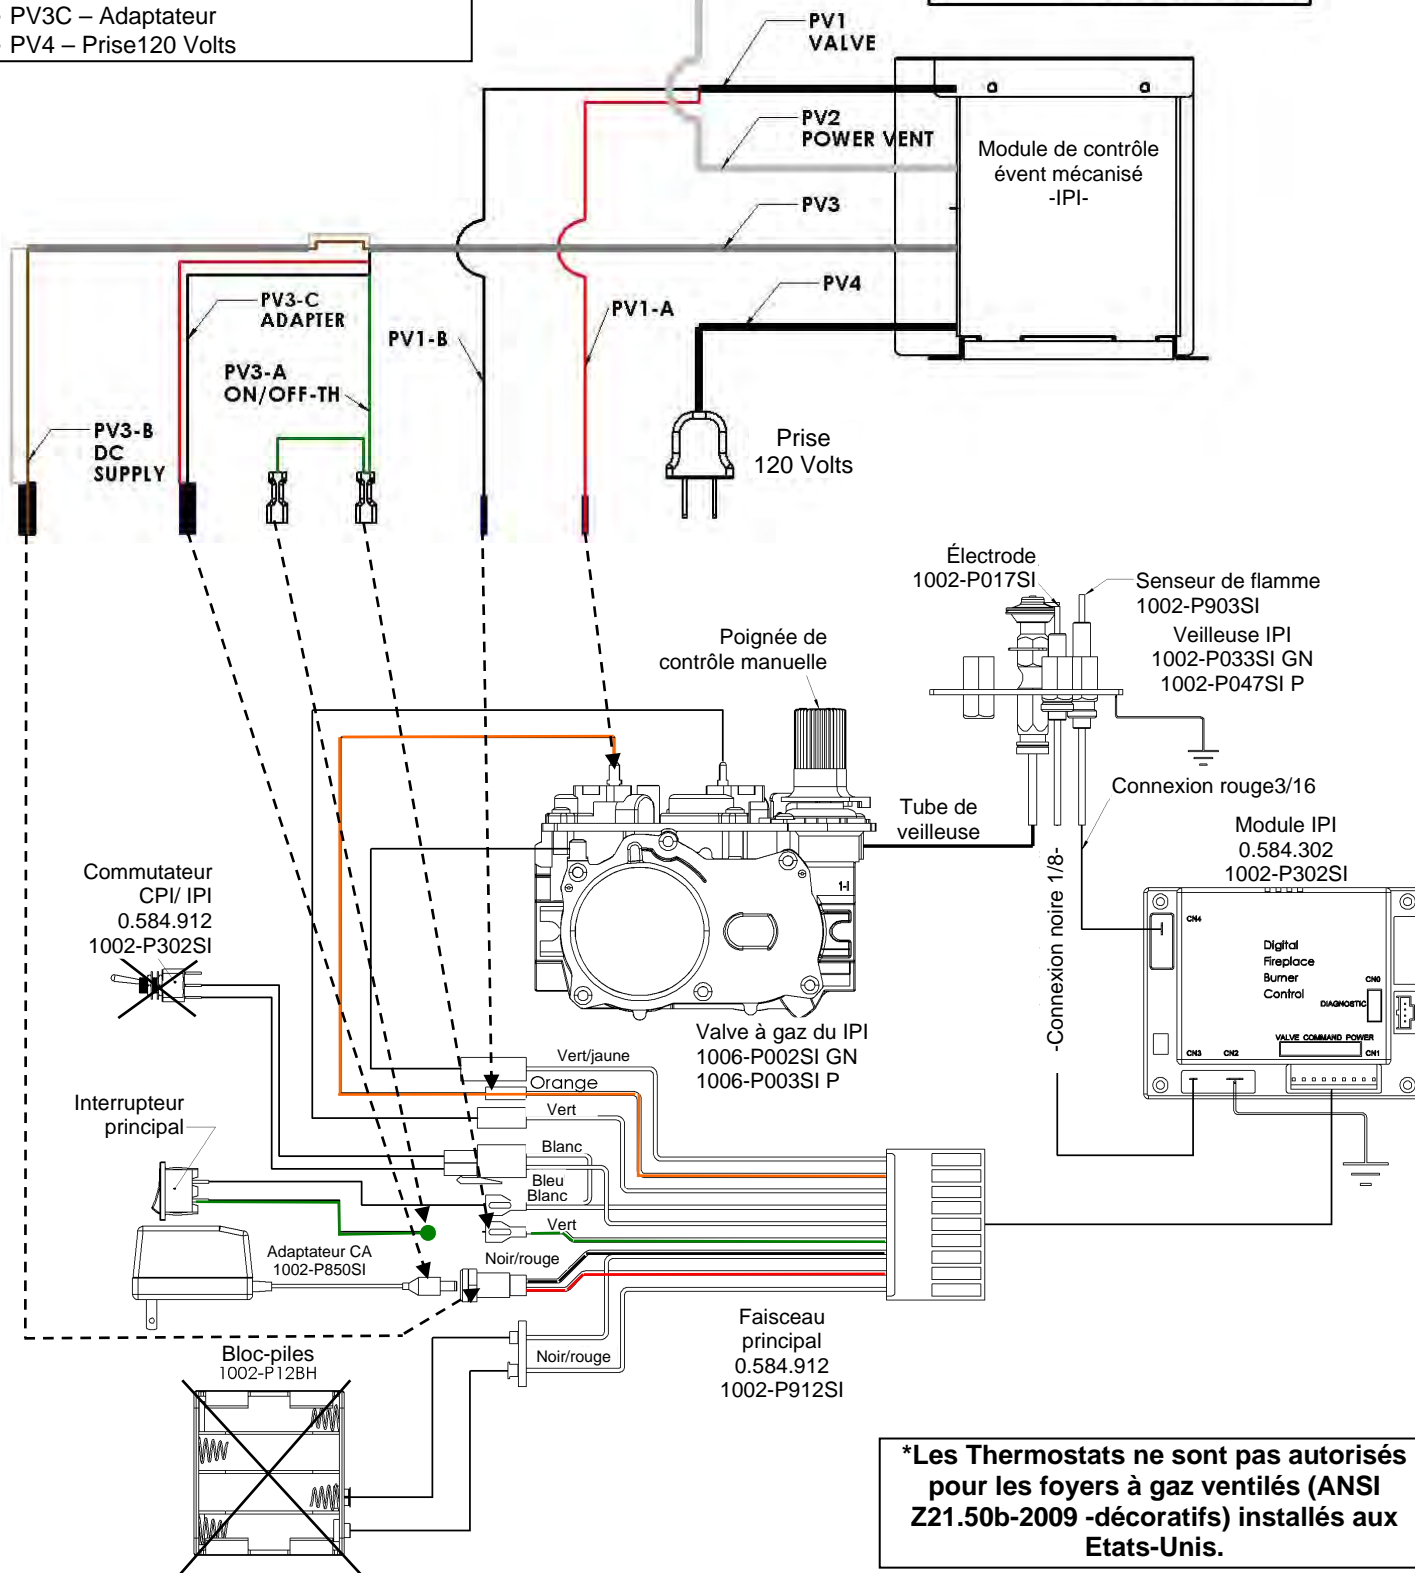 PV3C – Adaptateur
PV4 – Prise120 Volts
PV1
VALVE
PV2
POWER VENT
Module de contrôle
évent mécanisé
-IPI-
PV3
PV4
PV3-C
ADAPTER
PV1-A
PV1-B
PV3-A
ON/OFF-TH
PV3-B
DC
SUPPLY
Prise
120 Volts
Électrode
1002-P017SI
Senseur de flamme
1002-P903SI
Veilleuse IPI
1002-P033SI GN
1002-P047SI P
Poignée de
contrôle manuelle
Connexion rouge3/16
Tube de
veilleuse
Module IPI
0.584.302
1002-P302SI
Commutateur
CPI/ IPI
0.584.912
1002-P302SI
-Connexion noire 1/8-
1-I
CN4
Digital
Fireplace
Burner
Control
CN0
DIAGNOSTIC
VALVE COMMAND POWER
CN3
CN2
CN1
Valve à gaz du IPI
1006-P002SI GN
1006-P003SI P
Vert/jaune
Orange
Vert
Blanc
Bleu
Blanc
Vert
Noir/rouge
Interrupteur
principal
Adaptateur CA
1002-P850SI
Noir/rouge
Faisceau
principal
0.584.912
1002-P912SI
Bloc-piles
1002-P12BH
*Les Thermostats ne sont pas autorisés
pour les foyers à gaz ventilés (ANSI
Z21.50b-2009 -décoratifs) installés aux
Etats-Unis.